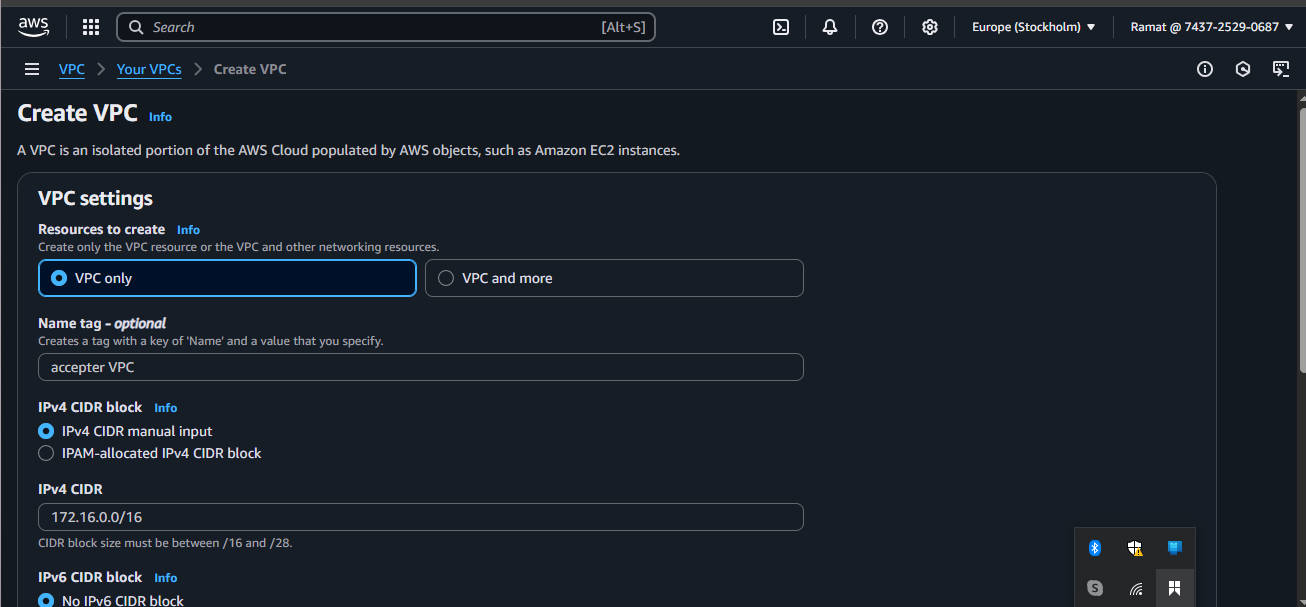 aws
Search [Alt+S]
Europe (Stockholm) Ramat @ 7437-2529-0687
VPC Your VPCs Create VPC
Create VPC Info
A VPC is an isolated portion of the AWS Cloud populated by AWS objects, such as Amazon EC2 instances.
VPC settings
Resources to create Info
Create only the VPC resource or the VPC and other networking resources.
VPC only VPC and more
Name tag - optional
Creates a tag with a key of 'Name' and a value that you specify.
accepter VPC
IPv4 CIDR block Info
IPv4 CIDR manual input
IPAM-allocated IPv4 CIDR block
IPv4 CIDR
172.16.0.0/16
CIDR block size must be between /16 and /28.
IPv6 CIDR block Info
No IPv6 CIDR block